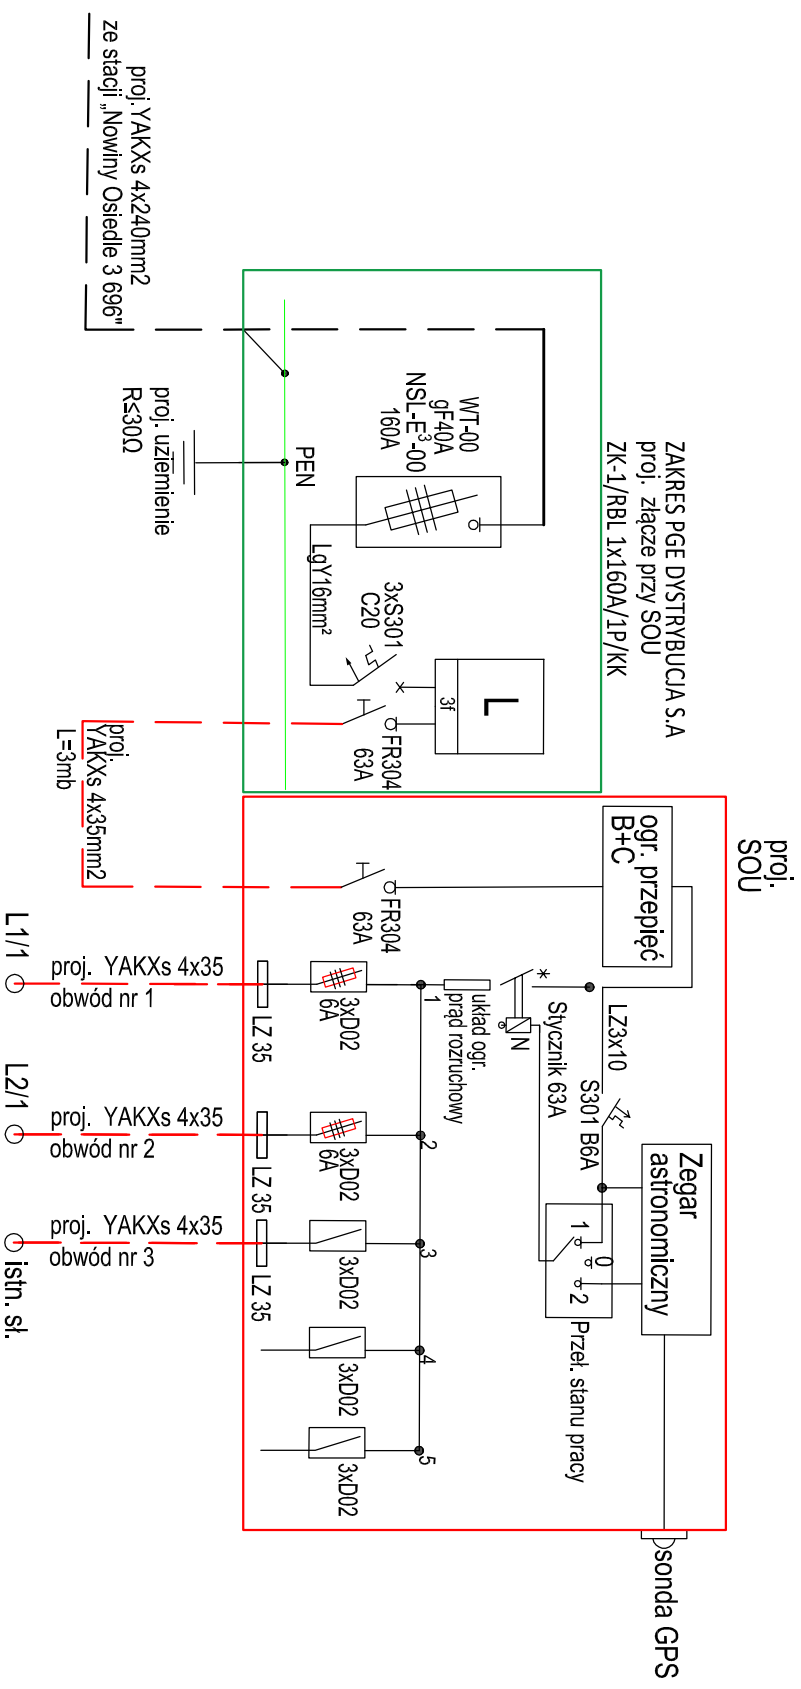 proj. YAKXs 4x240mm2
ze stacji „Nowiny Osiedle 3 696"
proj. uziemienie
R≤30Ω
ZAKRES PGE DYSTRYBUCJA S.A
proj. złącze przy SOU
ZK-1/RBL 1x160A/1P/KK
WT-00
gF40A
NSL-E³-00
160A
PEN
LgY16mm²
3xS301
C20
L
3f
FR304
63A
proj.
YAKXs 4x35mm2
L=3mb
proj.
SOU
ogr. przepięć
B+C
FR304
63A
LZ3x10
S301 B6A
Zegar
astronomiczny
1
0
2
Przeł. stanu pracy
sonda GPS
Stycznik 63A
N
układ ogr.
prąd rozruchowy
1
2
3
4
5
3xD02
6A
3xD02
6A
3xD02
3xD02
3xD02
LZ 35
LZ 35
LZ 35
proj. YAKXs 4x35
obwód nr 1
proj. YAKXs 4x35
obwód nr 2
proj. YAKXs 4x35
obwód nr 3
L1/1
L2/1
istn. sł.